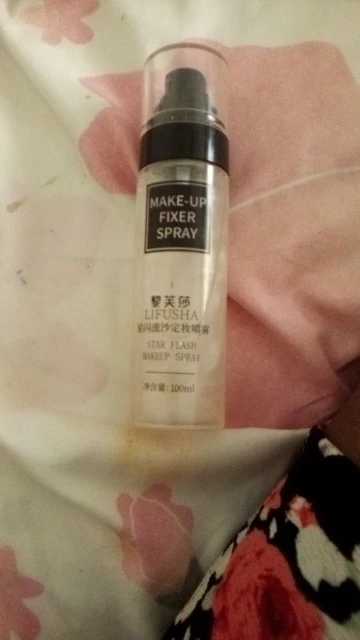 MAKE-UP
FIXER
SPRAY
黎芙莎
LIFUSHA
星闪流沙定妆喷雾
STAR FLASH
MAKEUP SPRAY
净含量: 100ml